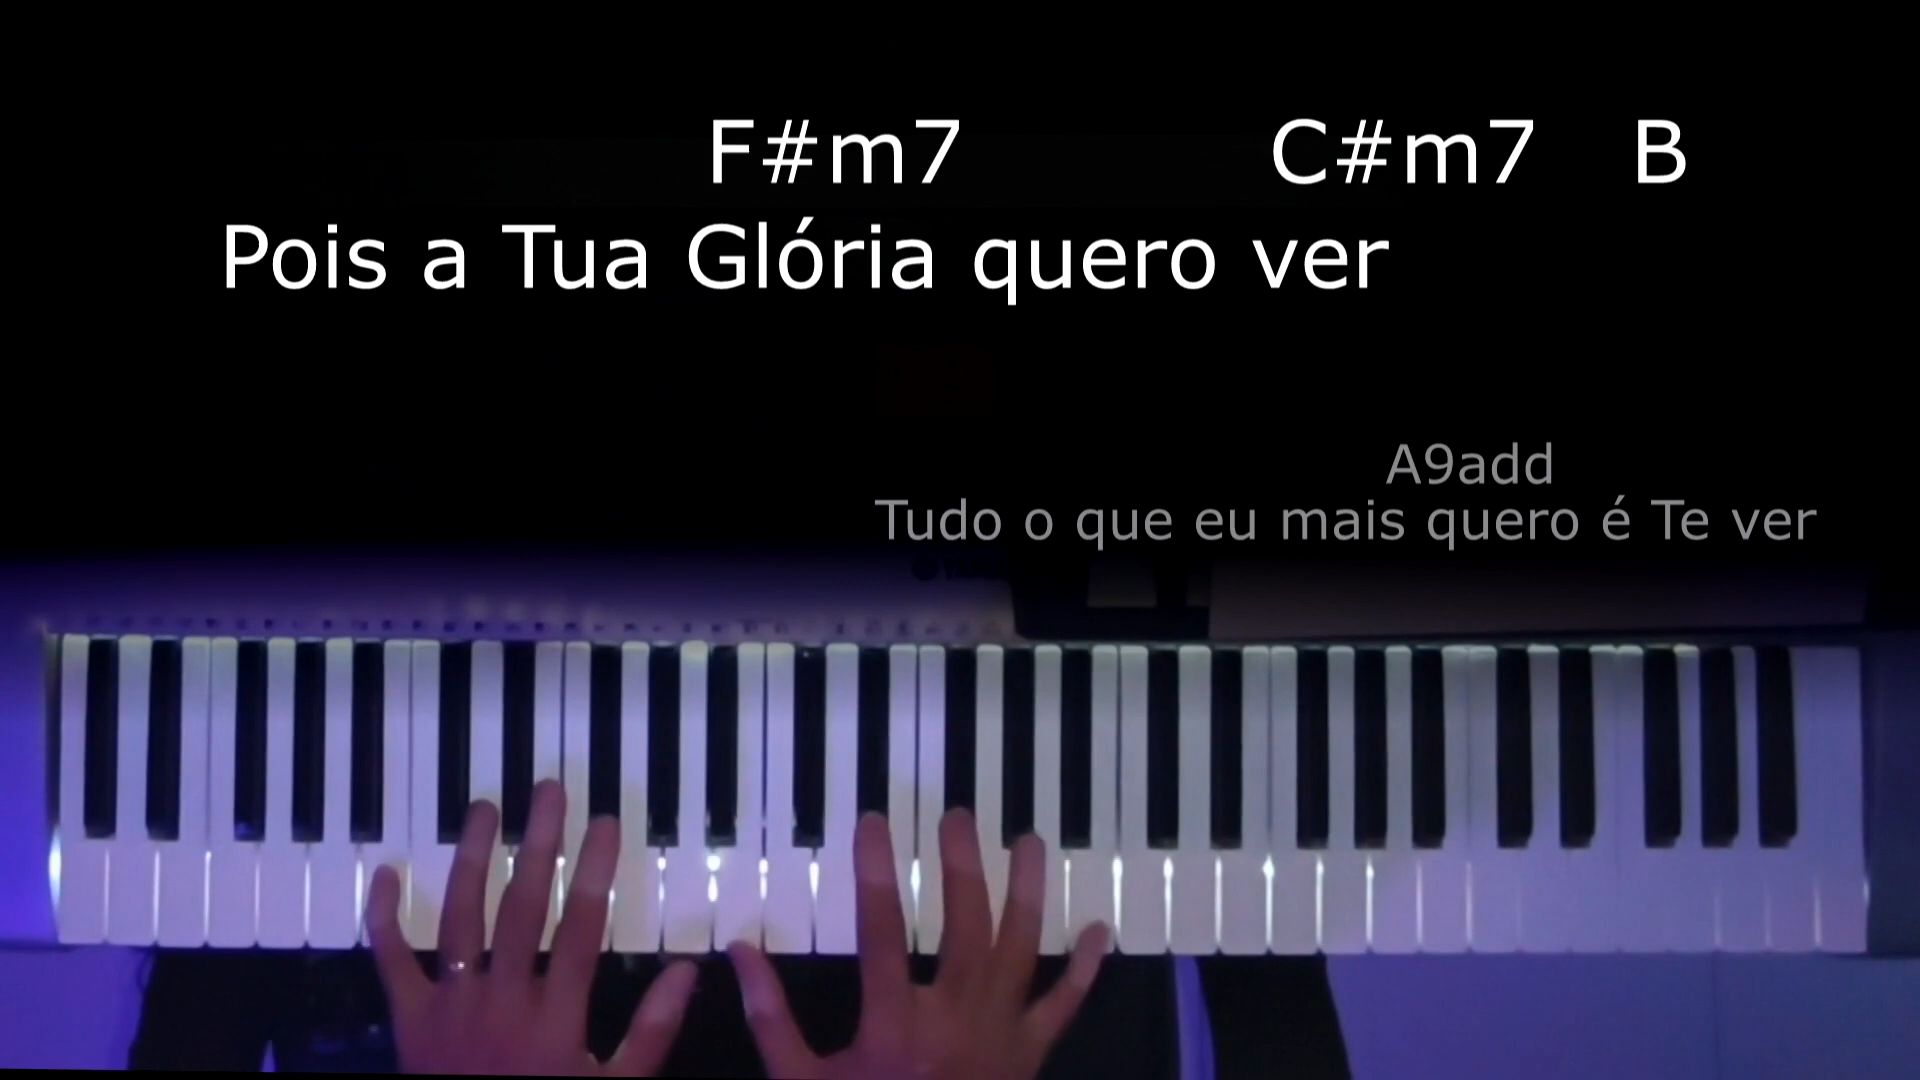 F#m7 C#m7 B
Pois a Tua Glória quero ver
A9add
Tudo o que eu mais quero é Te ver